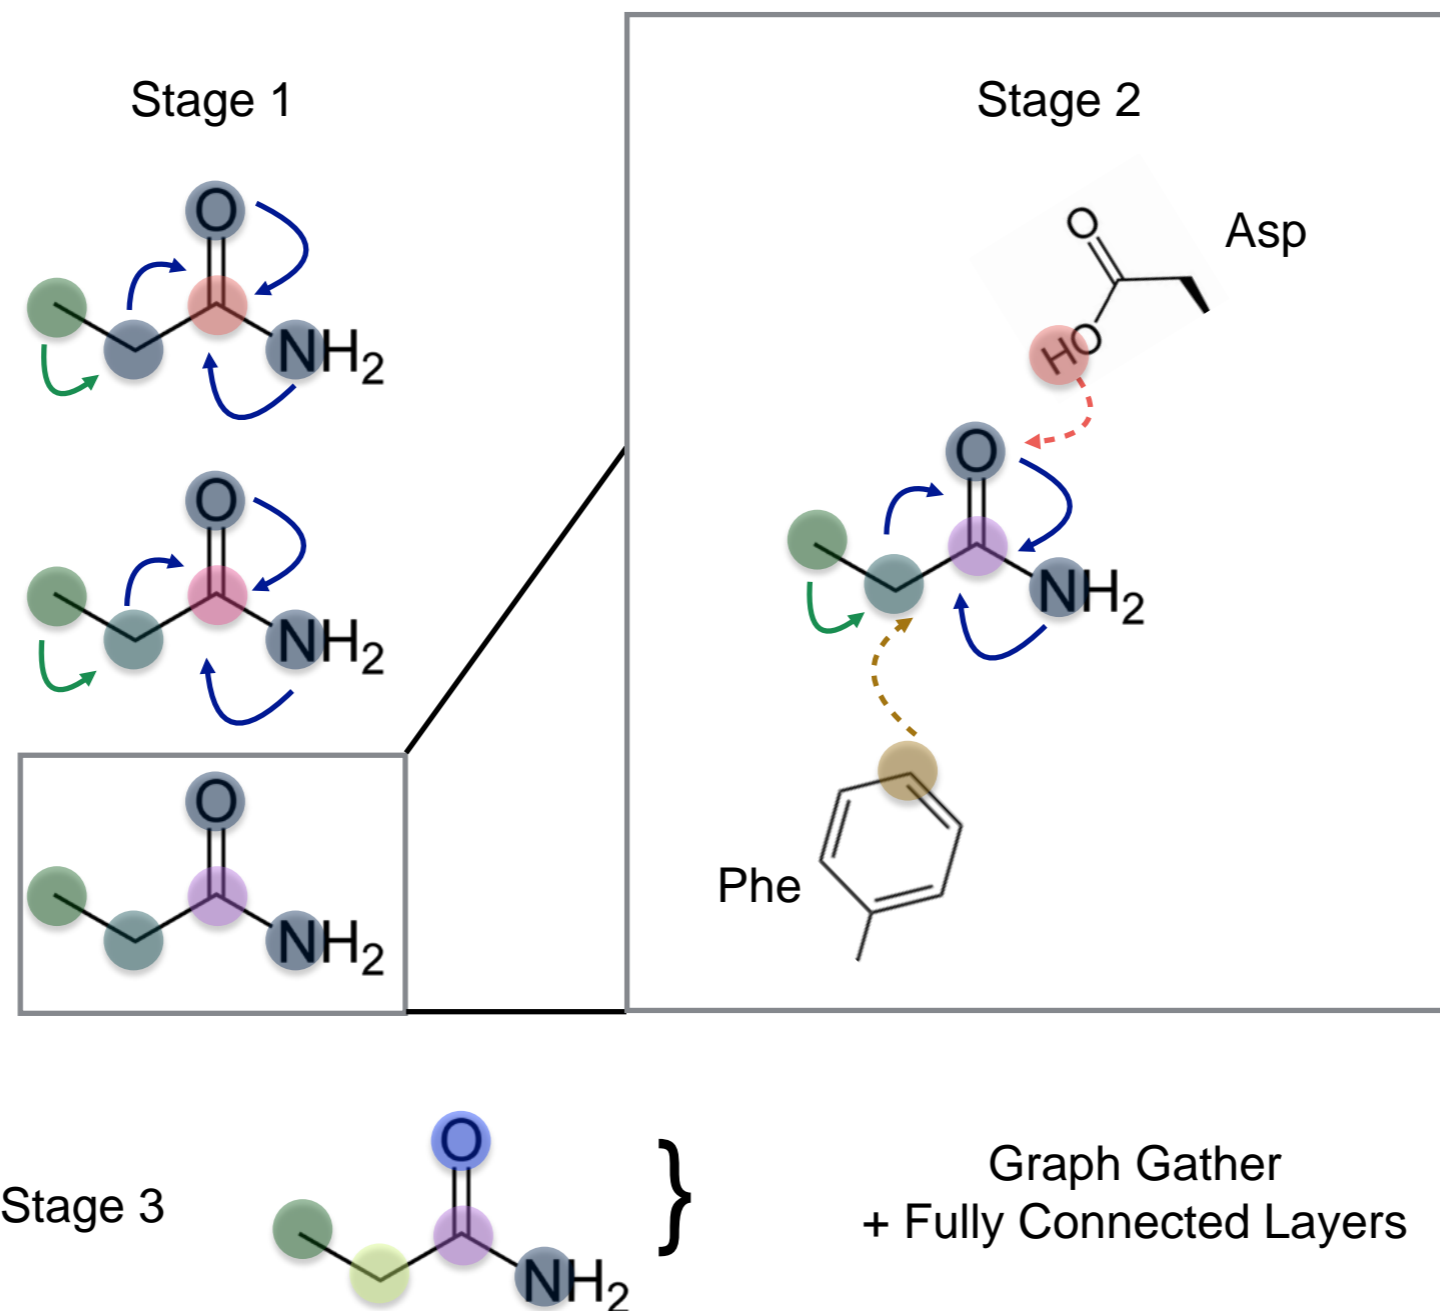 Stage 1
Stage 2
O
NH2
O
NH2
O
NH2
O
Asp
HO
O
NH2
Phe
Stage 3
O
NH2
Graph Gather
+ Fully Connected Layers